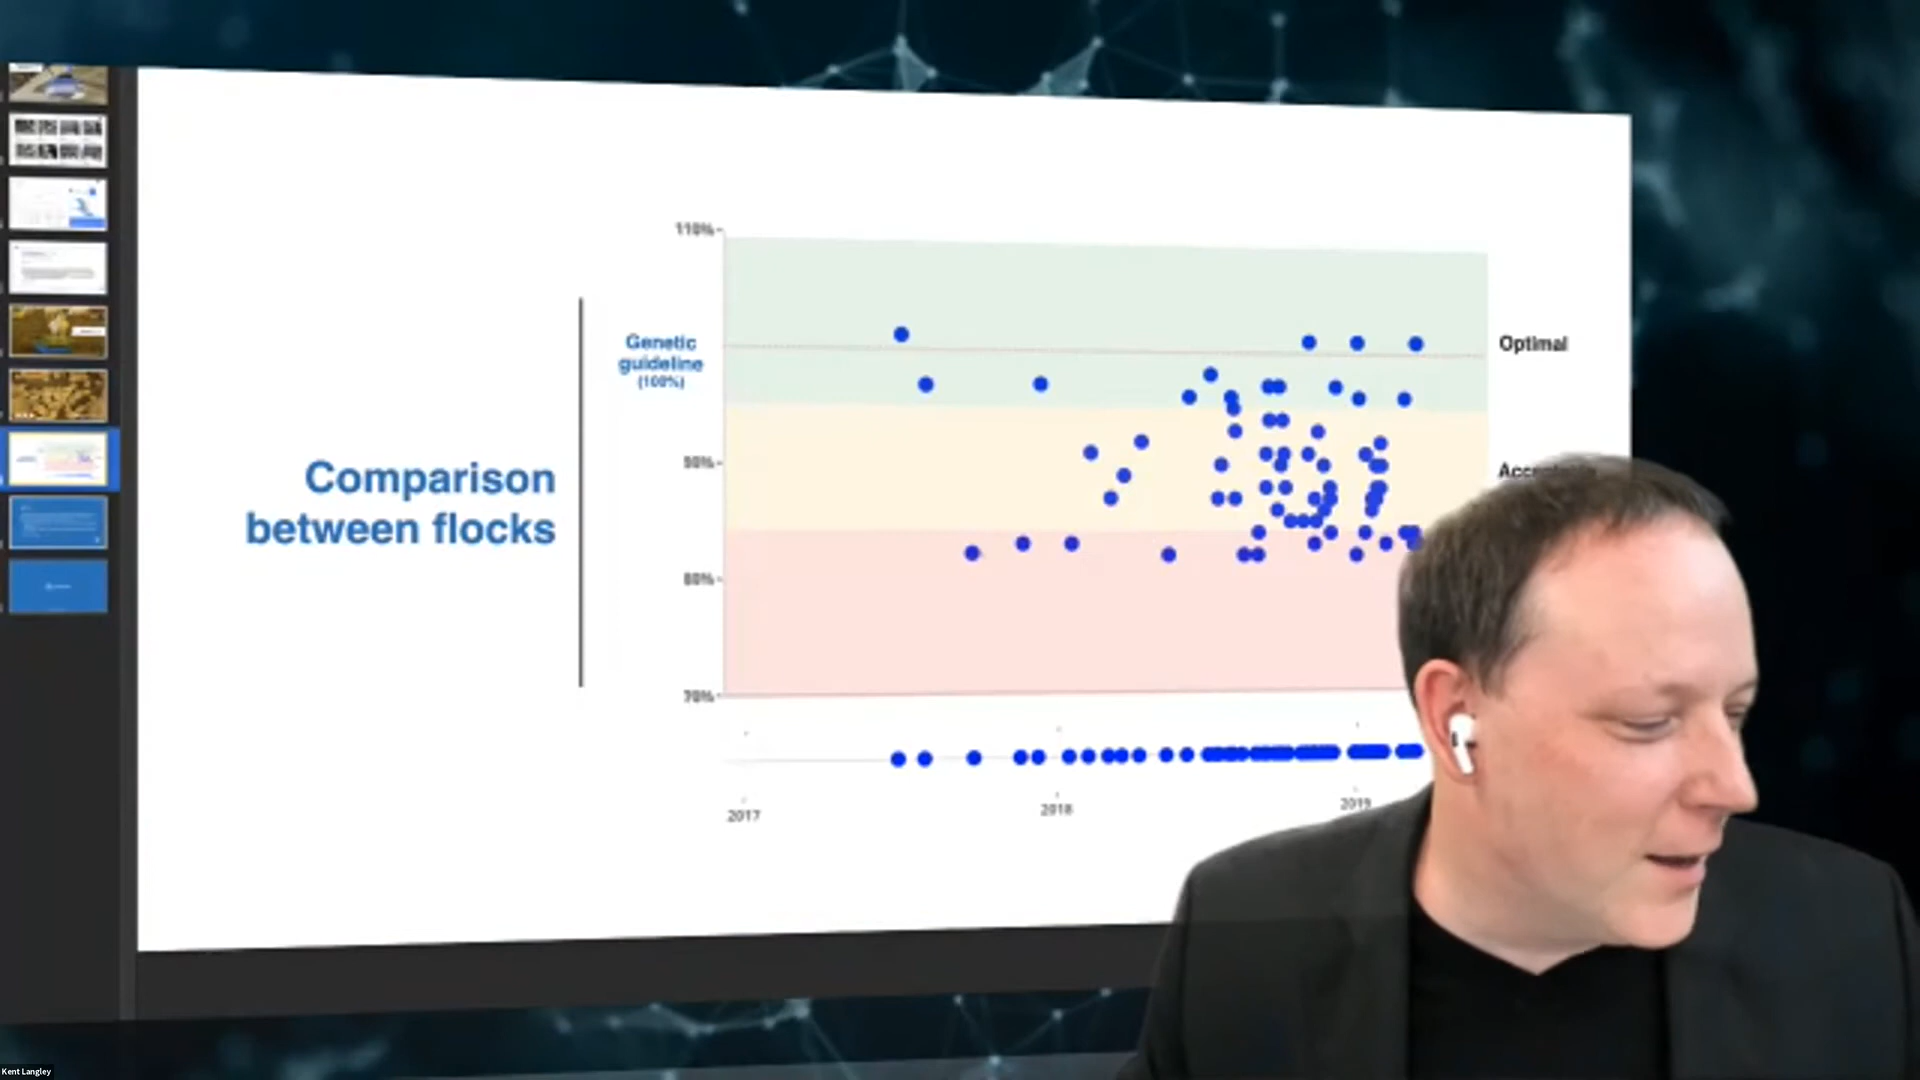 110%
Genetic
guideline
(100%)
Optimal
Comparison
between flocks
90%
80%
70%
2017
2018
2019
Kent Langley